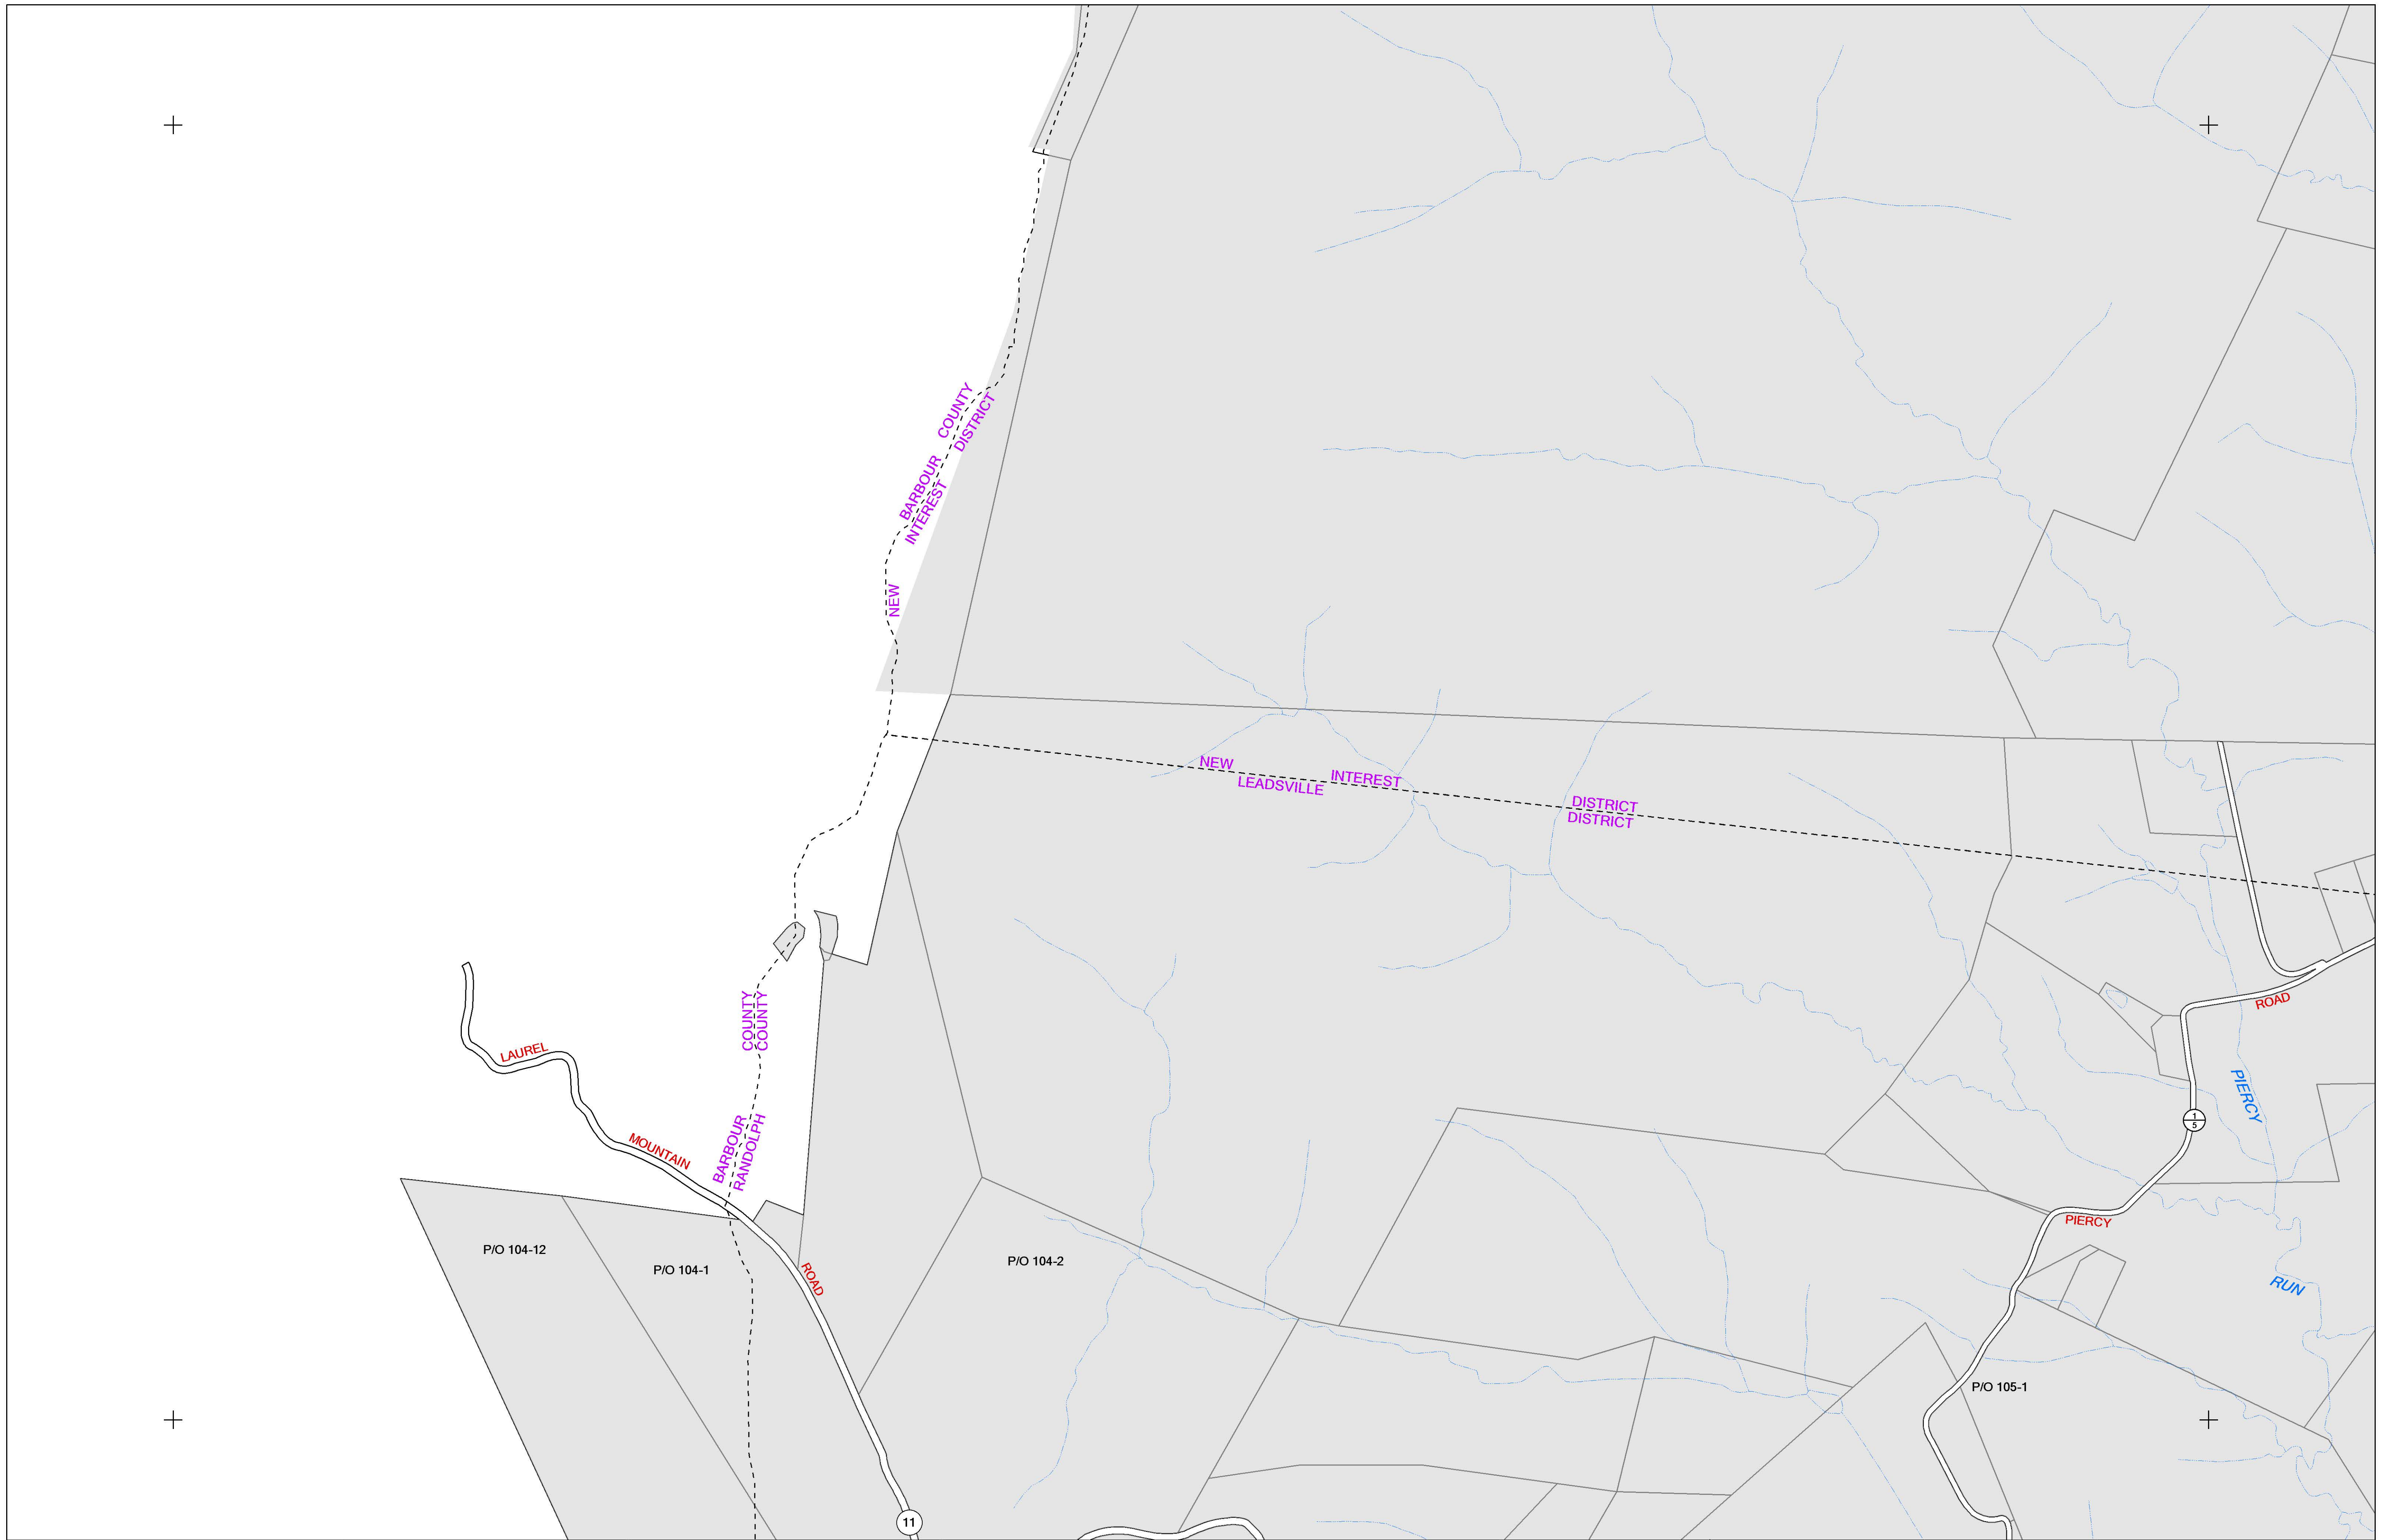 BARBOUR COUNTY
NEW INTEREST DISTRICT
NEW INTEREST DISTRICT
LEADSVILLE DISTRICT
BARBOUR COUNTY
RANDOLPH COUNTY
LAUREL MOUNTAIN ROAD
11
PIERCY ROAD
1
5
PIERCY RUN
P/O 104-12
P/O 104-1
P/O 104-2
P/O 105-1